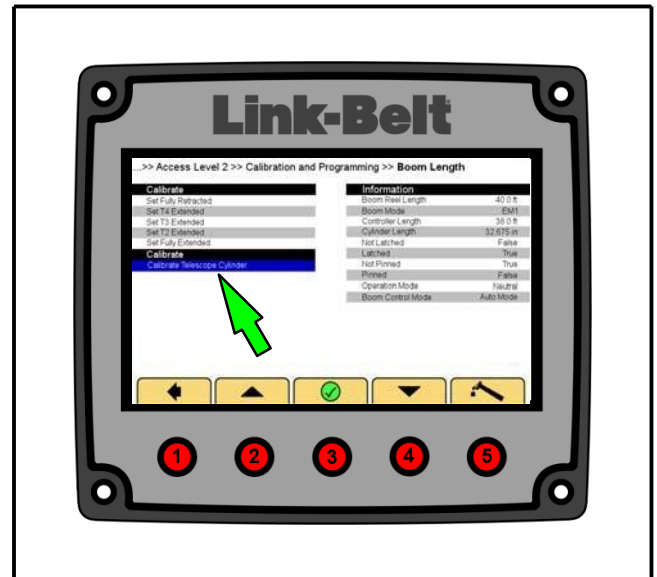 Link-Belt
...>> Access Level 2 >> Calibration and Programming >> Boom Length
Calibrate
Set Fully Retracted
Set T4 Extended
Set T3 Extended
Set T2 Extended
Set Fully Extended
Calibrate
Calibrate Telescope Cylinder
Information
Boom Reel Length 40.0 ft
Boom Mode EM1
Controller Length 38.0 ft
Cylinder Length 32.675 in
Not Latched False
Latched True
Not Pinned True
Pinned False
Operation Mode Neutral
Boom Control Mode Auto Mode
1 2 3 4 5